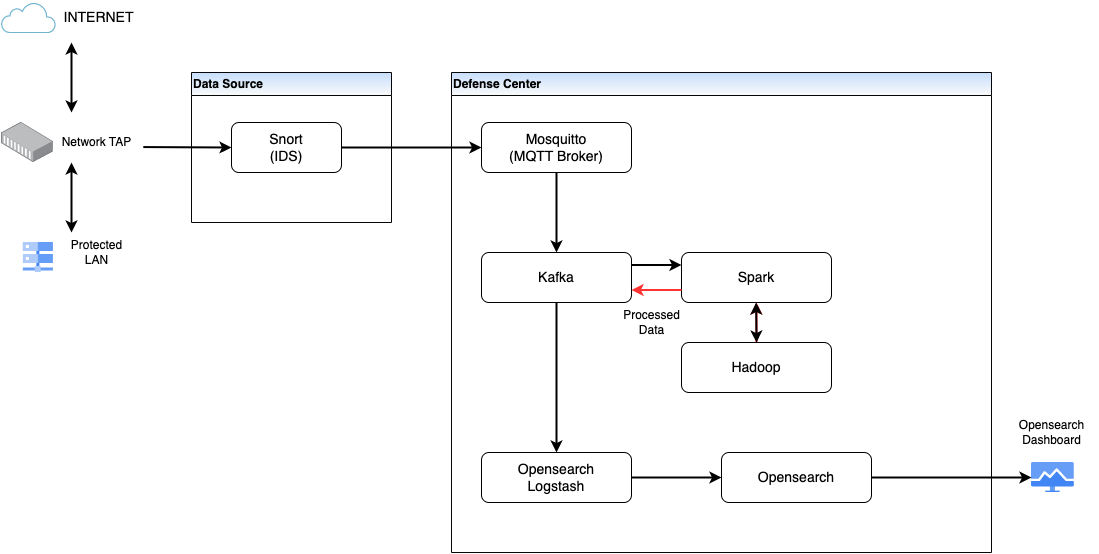 INTERNET
Data Source
Defense Center
Network TAP
Snort
(IDS)
Mosquitto
(MQTT Broker)
Protected
LAN
Kafka
Spark
Processed
Data
Hadoop
Opensearch
Dashboard
Opensearch
Logstash
Opensearch